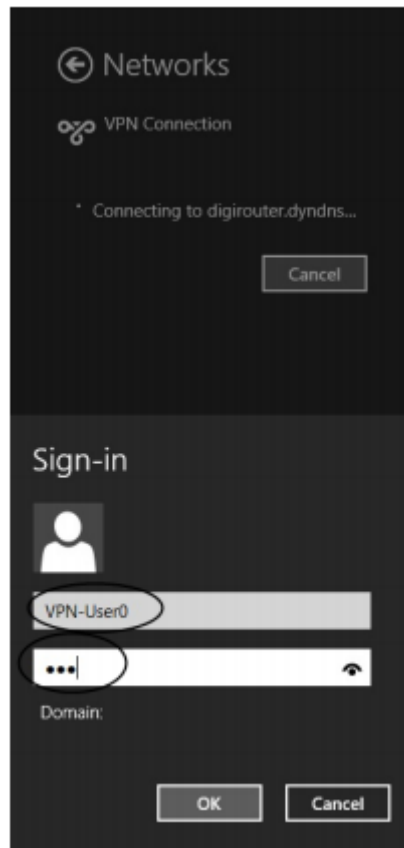 Networks
VPN Connection
Connecting to digirouter.dyndns...
Cancel
Sign-in
VPN-User0
•••
Domain:
OK Cancel